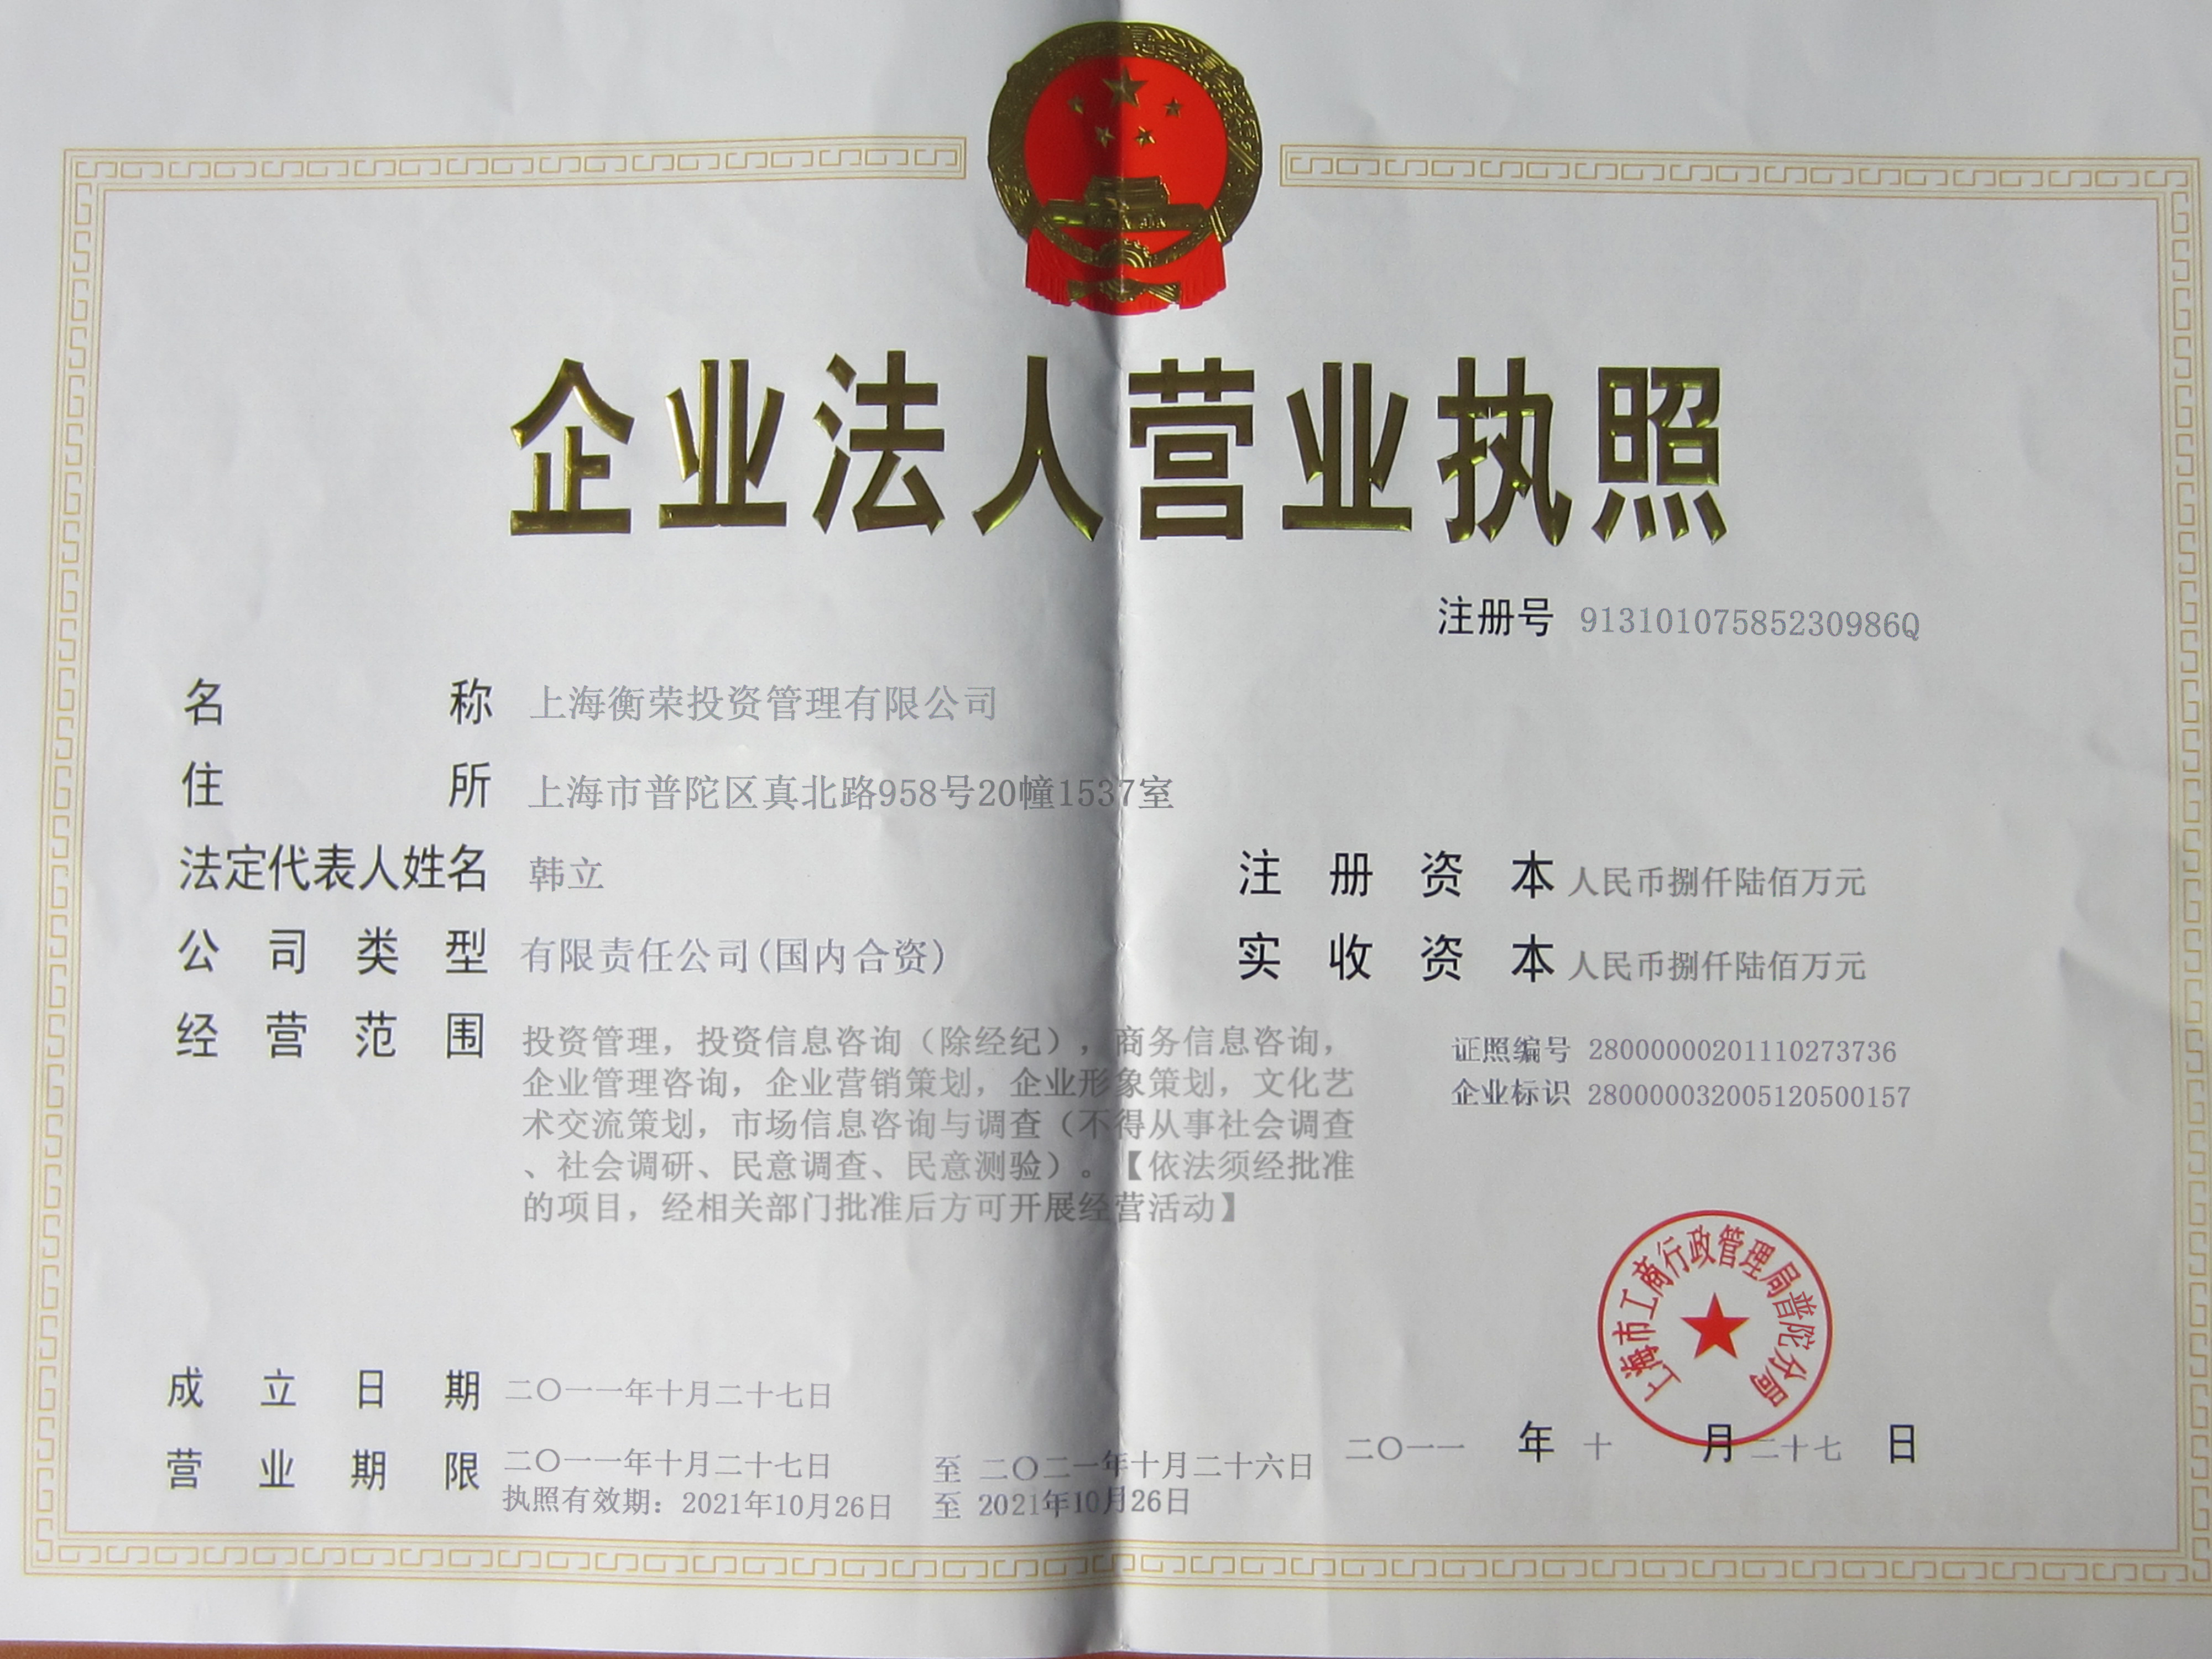 企业法人营业执照
注册号 91310107585230986Q
名称 上海衡荣投资管理有限公司
住所 上海市普陀区真北路958号20幢1537室
法定代表人姓名 韩立
注册资本 人民币捌仟陆佰万元
公司类型 有限责任公司(国内合资)
实收资本 人民币捌仟陆佰万元
经营范围 投资管理，投资信息咨询（除经纪），商务信息咨询，
企业管理咨询，企业营销策划，企业形象策划，文化艺
术交流策划，市场信息咨询与调查（不得从事社会调查
、社会调研、民意调查、民意测验）。【依法须经批准
的项目，经相关部门批准后方可开展经营活动】
证照编号 28000000201110273736
企业标识 280000032005120500157
上海市工商行政管理局普陀分局
成立日期 二〇一一年十月二十七日
营业期限 二〇一一年十月二十七日 至 二〇二一年十月二十六日
二〇一一 年 十 月 二十七 日
执照有效期：2021年10月26日 至 2021年10月26日